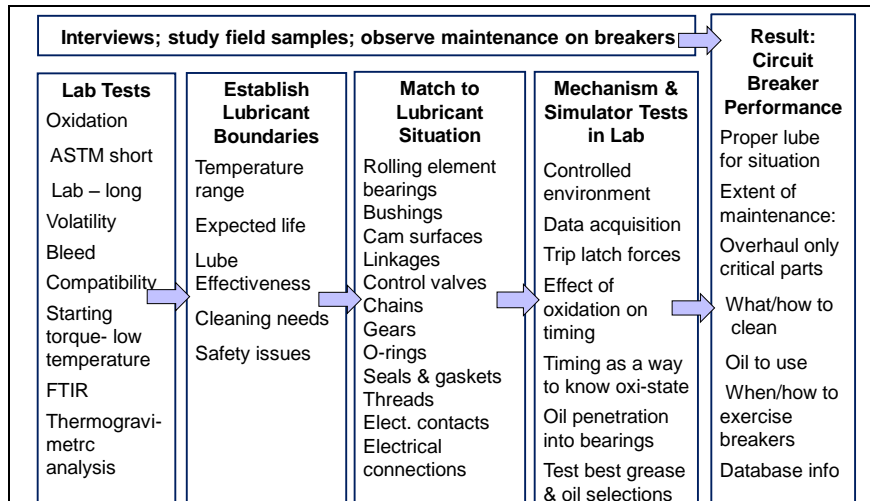 Interviews; study field samples; observe maintenance on breakers
Lab Tests
Oxidation
ASTM short
Lab – long
Volatility
Bleed
Compatibility
Starting
torque- low
temperature
FTIR
Thermogravi-
metrc
analysis
Establish
Lubricant
Boundaries
Temperature
range
Expected life
Lube
Effectiveness
Cleaning needs
Safety issues
Match to
Lubricant
Situation
Rolling element
bearings
Bushings
Cam surfaces
Linkages
Control valves
Chains
Gears
O-rings
Seals & gaskets
Threads
Elect. contacts
Electrical
connections
Mechanism &
Simulator Tests
in Lab
Controlled
environment
Data acquisition
Trip latch forces
Effect of
oxidation on
timing
Timing as a way
to know oxi-state
Oil penetration
into bearings
Test best grease
& oil selections
Result:
Circuit
Breaker
Performance
Proper lube
for situation
Extent of
maintenance:
Overhaul only
critical parts
What/how to
clean
Oil to use
When/how to
exercise
breakers
Database info